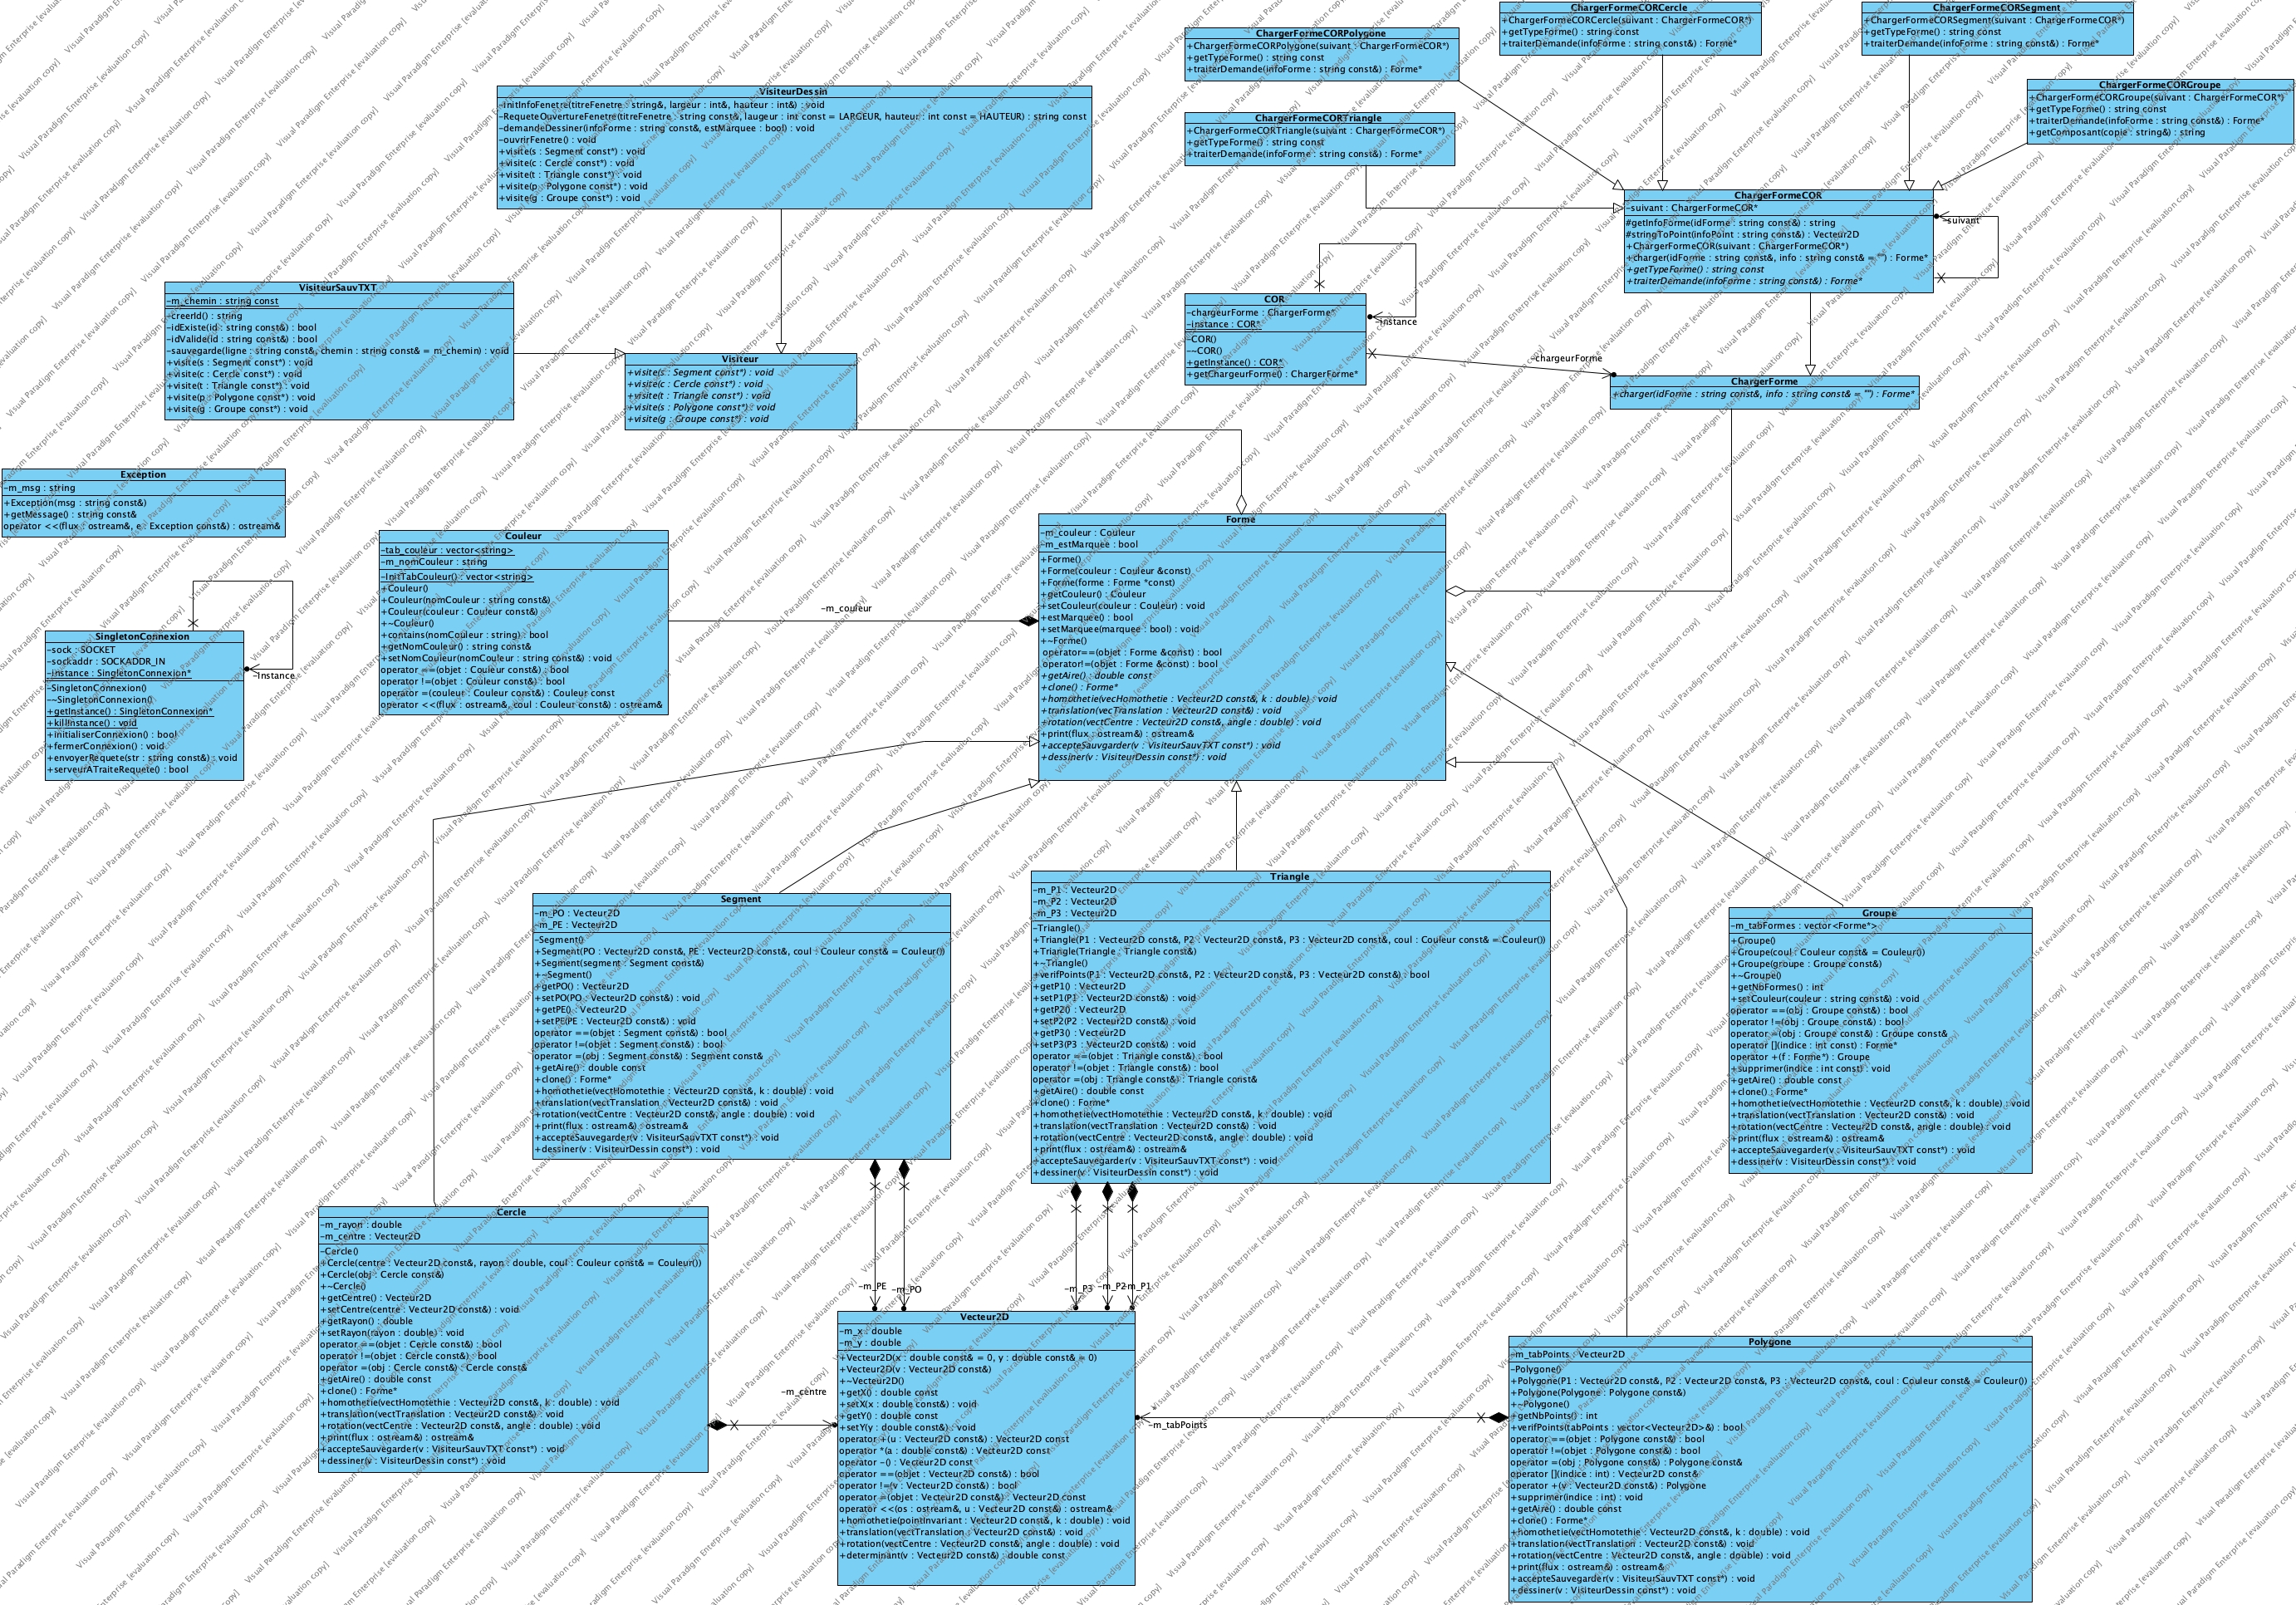 ChargerFormeCORCercle
+ChargerFormeCORCercle(suivant : ChargerFormeCOR*)
+getTypeForme() : string const
+traiterDemande(infoForme : string const&) : Forme*
ChargerFormeCORSegment
+ChargerFormeCORSegment(suivant : ChargerFormeCOR*)
+getTypeForme() : string const
+traiterDemande(infoForme : string const&) : Forme*
ChargerFormeCORPolygone
+ChargerFormeCORPolygone(suivant : ChargerFormeCOR*)
+getTypeForme() : string const
+traiterDemande(infoForme : string const&) : Forme*
ChargerFormeCORGroupe
+ChargerFormeCORGroupe(suivant : ChargerFormeCOR*)
+getTypeForme() : string const
+traiterDemande(infoForme : string const&) : Forme*
+getComposant(copie : string&) : string
VisiteurDessin
-InitInfoFenetre(titreFenetre : string&, largeur : int&, hauteur : int&) : void
-RequeteOuvertureFenetre(titreFenetre : string const&, laugeur : int const = LARGEUR, hauteur : int const = HAUTEUR) : string const
-demandeDessiner(infoForme : string const&, estMarquee : bool) : void
-ouvrirFenetre() : void
+visite(s : Segment const*) : void
+visite(c : Cercle const*) : void
+visite(t : Triangle const*) : void
+visite(p : Polygone const*) : void
+visite(g : Groupe const*) : void
ChargerFormeCORTriangle
+ChargerFormeCORTriangle(suivant : ChargerFormeCOR*)
+getTypeForme() : string const
+traiterDemande(infoForme : string const&) : Forme*
ChargerFormeCOR
-suivant : ChargerFormeCOR*
#getInfoForme(idForme : string const&) : string
#stringToPoint(infoPoint : string const&) : Vecteur2D
+ChargerFormeCOR(suivant : ChargerFormeCOR*)
+charger(idForme : string const&, info : string const& = "") : Forme*
+getTypeForme() : string const
+traiterDemande(infoForme : string const&) : Forme*
-suivant
VisiteurSauvTXT
-m_chemin : string const
-creerId() : string
-idExiste(id : string const&) : bool
-idValide(id : string const&) : bool
-sauvegarde(ligne : string const&, chemin : string const& = m_chemin) : void
+visite(s : Segment const*) : void
+visite(c : Cercle const*) : void
+visite(t : Triangle const*) : void
+visite(p : Polygone const*) : void
+visite(g : Groupe const*) : void
COR
-chargeurForme : ChargerForme*
-instance : COR*
-COR()
-~COR()
+getInstance() : COR*
+getChargeurForme() : ChargerForme*
-instance
-chargeurForme
Visiteur
+visite(s : Segment const*) : void
+visite(c : Cercle const*) : void
+visite(t : Triangle const*) : void
+visite(s : Polygone const*) : void
+visite(g : Groupe const*) : void
ChargerForme
+charger(idForme : string const&, info : string const& = "") : Forme*
Exception
-m_msg : string
+Exception(msg : string const&)
+getMessage() : string const&
operator <<(flux : ostream&, e : Exception const&) : ostream&
Couleur
-tab_couleur : vector<string>
-m_nomCouleur : string
-InitTabCouleur() : vector<string>
+Couleur()
+Couleur(nomCouleur : string const&)
+Couleur(couleur : Couleur const&)
+~Couleur()
+contains(nomCouleur : string) : bool
+getNomCouleur() : string const&
+setNomCouleur(nomCouleur : string const&) : void
operator ==(objet : Couleur const&) : bool
operator !=(objet : Couleur const&) : bool
operator =(couleur : Couleur const&) : Couleur const
operator <<(flux : ostream&, coul : Couleur const&) : ostream&
-m_couleur
Forme
-m_couleur : Couleur
-m_estMarquee : bool
+Forme()
+Forme(couleur : Couleur &const)
+Forme(forme : Forme *const)
+getCouleur() : Couleur
+setCouleur(couleur : Couleur) : void
+estMarquee() : bool
+setMarquee(marquee : bool) : void
+~Forme()
operator==(objet : Forme &const) : bool
operator!=(objet : Forme &const) : bool
+getAire() : double const
+clone() : Forme*
+homothetie(vecHomothetie : Vecteur2D const&, k : double) : void
+translation(vecTranslation : Vecteur2D const&) : void
+rotation(vectCentre : Vecteur2D const&, angle : double) : void
+print(flux : ostream&) : ostream&
+accepteSauvgarder(v : VisiteurSauvTXT const*) : void
+dessiner(v : VisiteurDessin const*) : void
SingletonConnexion
-sock : SOCKET
-sockaddr : SOCKADDR_IN
-instance : SingletonConnexion*
-SingletonConnexion()
-~SingletonConnexion()
+getInstance() : SingletonConnexion*
+killInstance() : void
+initialiserConnexion() : bool
+fermerConnexion() : void
+envoyerRequete(str : string const&) : void
+serveurATraiteRequete() : bool
-instance
Segment
-m_PO : Vecteur2D
-m_PE : Vecteur2D
-Segment()
+Segment(PO : Vecteur2D const&, PE : Vecteur2D const&, coul : Couleur const& = Couleur())
+Segment(segment : Segment const&)
+~Segment()
+getPO() : Vecteur2D
+setPO(PO : Vecteur2D const&) : void
+getPE() : Vecteur2D
+setPE(PE : Vecteur2D const&) : void
operator ==(objet : Segment const&) : bool
operator !=(objet : Segment const&) : bool
operator =(obj : Segment const&) : Segment const&
+getAire() : double const
+clone() : Forme*
+homothetie(vectHomothetie : Vecteur2D const&, k : double) : void
+translation(vectTranslation : Vecteur2D const&) : void
+rotation(vectCentre : Vecteur2D const&, angle : double) : void
+print(flux : ostream&) : ostream&
+accepteSauvegarder(v : VisiteurSauvTXT const*) : void
+dessiner(v : VisiteurDessin const*) : void
Triangle
-m_P1 : Vecteur2D
-m_P2 : Vecteur2D
-m_P3 : Vecteur2D
-Triangle()
+Triangle(P1 : Vecteur2D const&, P2 : Vecteur2D const&, P3 : Vecteur2D const&, coul : Couleur const& = Couleur())
+Triangle(Triangle : Triangle const&)
+~Triangle()
+verifPoints(P1 : Vecteur2D const&, P2 : Vecteur2D const&, P3 : Vecteur2D const&) : bool
+getP1() : Vecteur2D
+setP1(P1 : Vecteur2D const&) : void
+getP2() : Vecteur2D
+setP2(P2 : Vecteur2D const&) : void
+getP3() : Vecteur2D
+setP3(P3 : Vecteur2D const&) : void
operator ==(objet : Triangle const&) : bool
operator !=(objet : Triangle const&) : bool
operator =(obj : Triangle const&) : Triangle const&
+getAire() : double const
+clone() : Forme*
+homothetie(vectHomotethie : Vecteur2D const&, k : double) : void
+translation(vectTranslation : Vecteur2D const&) : void
+rotation(vectCentre : Vecteur2D const&, angle : double) : void
+print(flux : ostream&) : ostream&
+accepteSauvegarder(v : VisiteurSauvTXT const*) : void
+dessiner(v : VisiteurDessin const*) : void
Groupe
-m_tabFormes : vector<Forme*>
+Groupe()
+Groupe(coul : Couleur const& = Couleur())
+Groupe(groupe : Groupe const&)
+~Groupe()
+getNbFormes() : int
+setCouleur(couleur : string const&) : void
operator ==(obj : Groupe const&) : bool
operator !=(obj : Groupe const&) : bool
operator =(obj : Groupe const&) : Groupe const&
operator [](indice : int const) : Forme*
operator +(f : Forme*) : Groupe
+supprimer(indice : int const) : void
+getAire() : double const
+clone() : Forme*
+homothetie(vectHomothetie : Vecteur2D const&, k : double) : void
+translation(vectTranslation : Vecteur2D const&) : void
+rotation(vectCentre : Vecteur2D const&, angle : double) : void
+print(flux : ostream&) : ostream&
+accepteSauvegarder(v : VisiteurSauvTXT const*) : void
+dessiner(v : VisiteurDessin const*) : void
Cercle
-m_rayon : double
-m_centre : Vecteur2D
-Cercle()
+Cercle(centre : Vecteur2D const&, rayon : double, coul : Couleur const& = Couleur())
+Cercle(obj : Cercle const&)
+~Cercle()
+getCentre() : Vecteur2D
+setCentre(centre : Vecteur2D const&) : void
+getRayon() : double
+setRayon(rayon : double) : void
operator ==(objet : Cercle const&) : bool
operator !=(objet : Cercle const&) : bool
operator =(obj : Cercle const&) : Cercle const&
+getAire() : double const
+clone() : Forme*
+homothetie(vectHomothetie : Vecteur2D const&, k : double) : void
+translation(vectTranslation : Vecteur2D const&) : void
+rotation(vectCentre : Vecteur2D const&, angle : double) : void
+print(flux : ostream&) : ostream&
+accepteSauvegarder(v : VisiteurSauvTXT const*) : void
+dessiner(v : VisiteurDessin const*) : void
-m_PE
-m_PO
-m_P3
-m_P2
-m_P1
-m_centre
Vecteur2D
-m_x : double
-m_y : double
+Vecteur2D(x : double const& = 0, y : double const& = 0)
+Vecteur2D(v : Vecteur2D const&)
+~Vecteur2D()
+getX() : double const
+setX(x : double const&) : void
+getY() : double const
+setY(y : double const&) : void
operator +(u : Vecteur2D const&) : Vecteur2D const
operator *(a : double const&) : Vecteur2D const
operator -() : Vecteur2D const
operator ==(objet : Vecteur2D const&) : bool
operator !=(v : Vecteur2D const&) : bool
operator =(objet : Vecteur2D const&) : Vecteur2D const
operator <<(os : ostream&, u : Vecteur2D const&) : ostream&
+homothetie(pointInvariant : Vecteur2D const&, k : double) : void
+translation(vectTranslation : Vecteur2D const&) : void
+rotation(vectCentre : Vecteur2D const&, angle : double) : void
+determinant(v : Vecteur2D const&) : double const
*
-m_tabPoints
Polygone
-m_tabPoints : Vecteur2D
-Polygone()
+Polygone(P1 : Vecteur2D const&, P2 : Vecteur2D const&, P3 : Vecteur2D const&, coul : Couleur const& = Couleur())
+Polygone(Polygone : Polygone const&)
+~Polygone()
+getNbPoints() : int
+verifPoints(tabPoints : vector<Vecteur2D>&) : bool
operator ==(objet : Polygone const&) : bool
operator !=(objet : Polygone const&) : bool
operator =(obj : Polygone const&) : Polygone const&
operator [](indice : int) : Vecteur2D const&
operator +(v : Vecteur2D const&) : Polygone
+supprimer(indice : int) : void
+getAire() : double const
+clone() : Forme*
+homothetie(vectHomotethie : Vecteur2D const&, k : double) : void
+translation(vectTranslation : Vecteur2D const&) : void
+rotation(vectCentre : Vecteur2D const&, angle : double) : void
+print(flux : ostream&) : ostream&
+accepteSauvegarder(v : VisiteurSauvTXT const*) : void
+dessiner(v : VisiteurDessin const*) : void
Visual Paradigm Enterprise [evaluation copy]